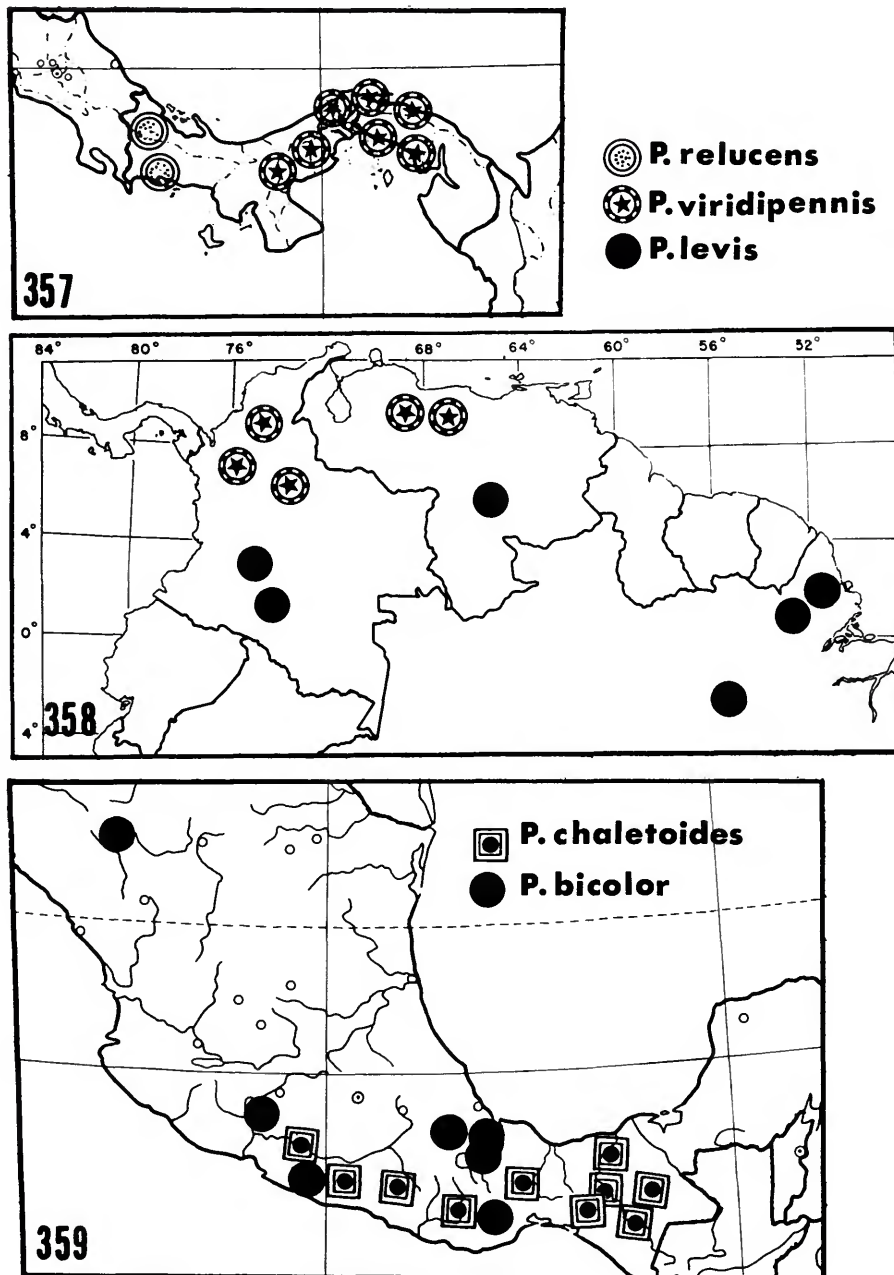 357
P. relucens
P. viridipennis
P. levis
84° 80° 76° 68° 64° 60° 56° 52°
8°
4°
0°
4°
358
P. chaletoides
P. bicolor
359